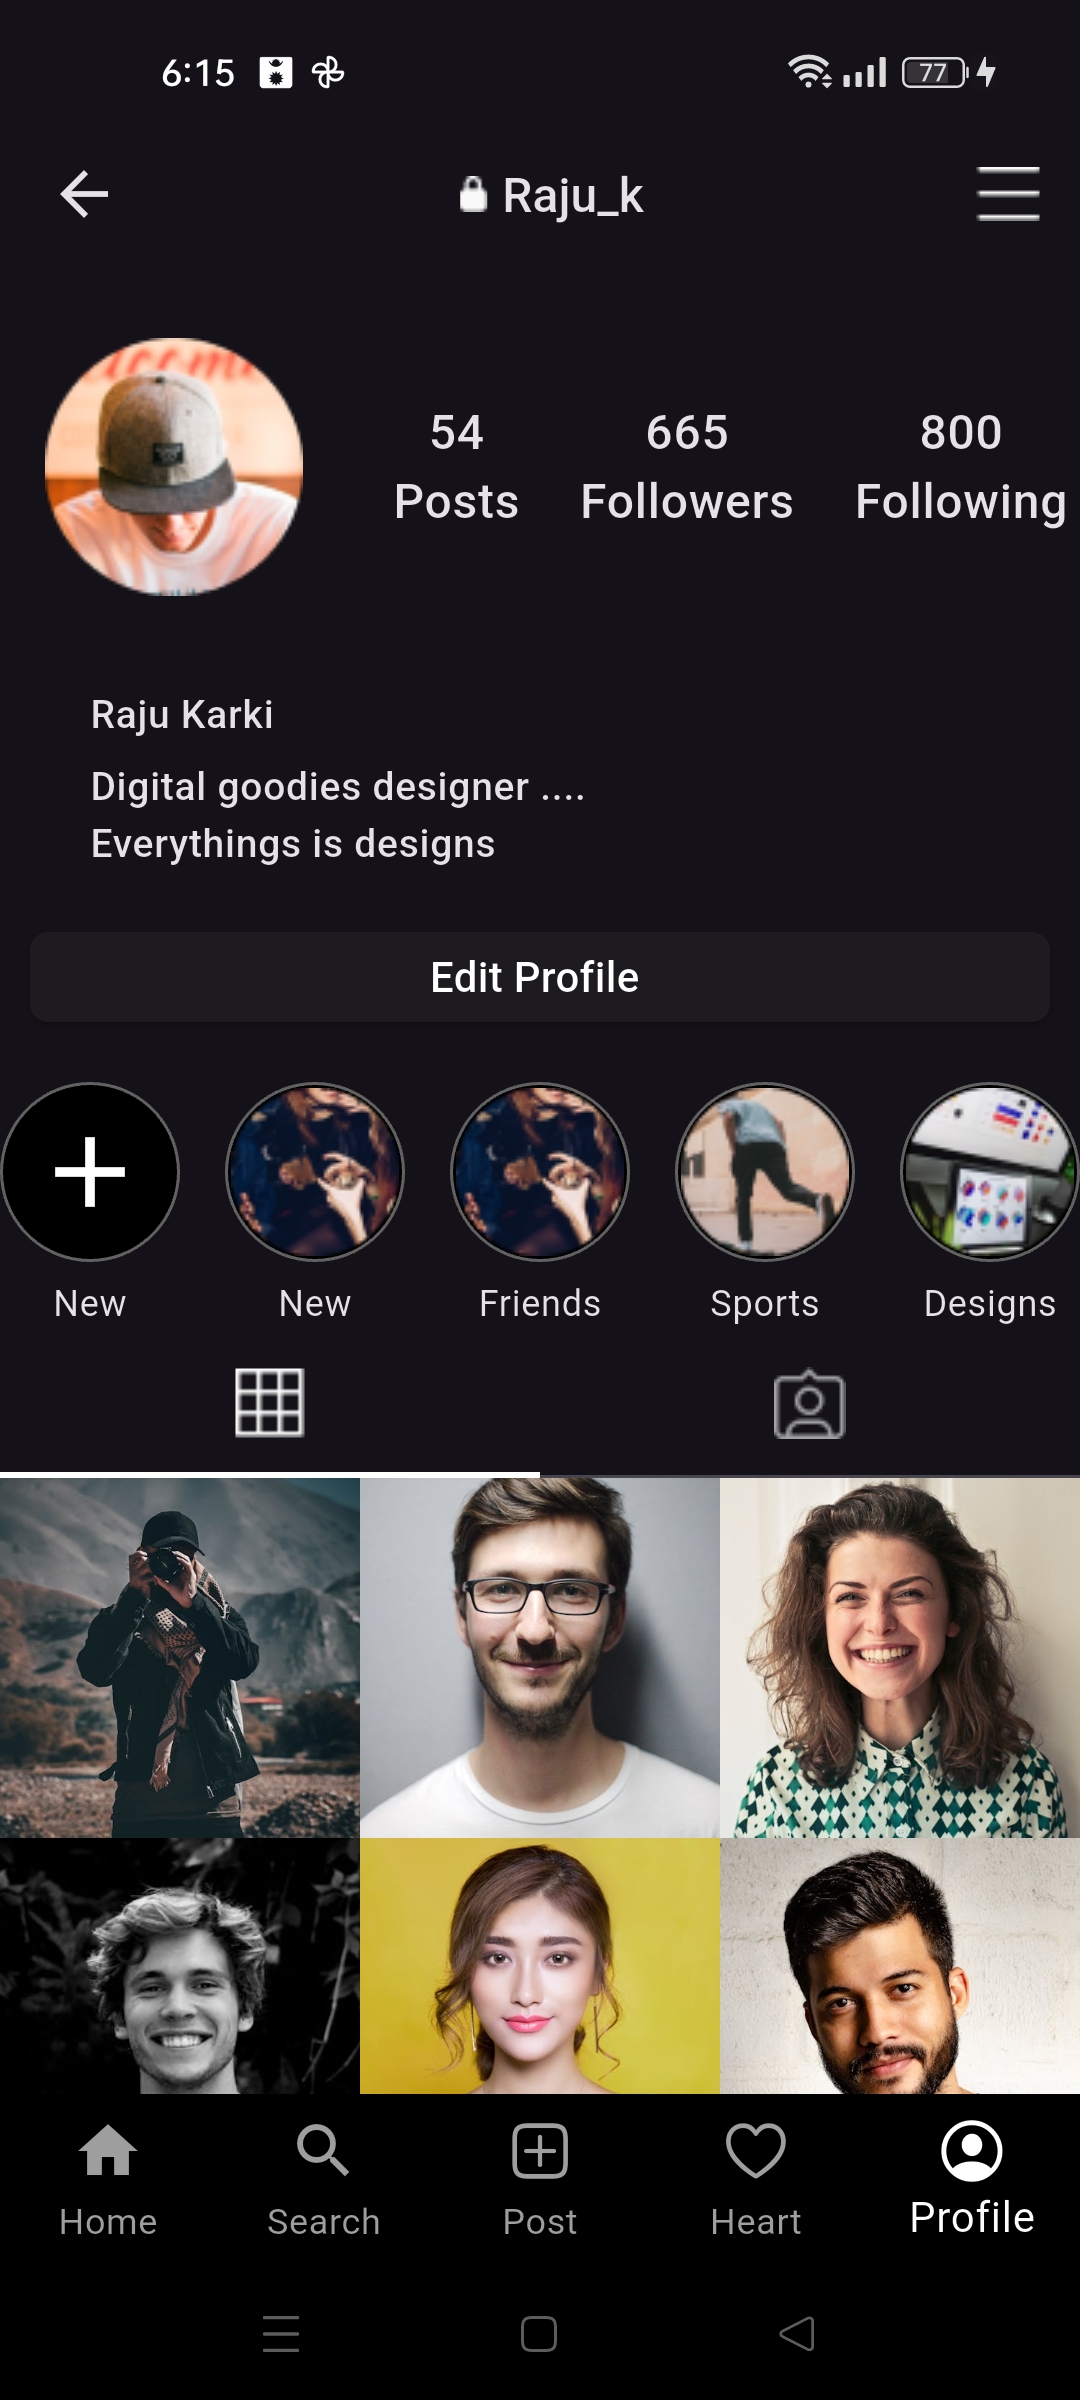 6:15
77
Raju_k
54 665 800
Posts Followers Following
Raju Karki
Digital goodies designer ....
Everythings is designs
Edit Profile
New New Friends Sports Designs
Home Search Post Heart Profile